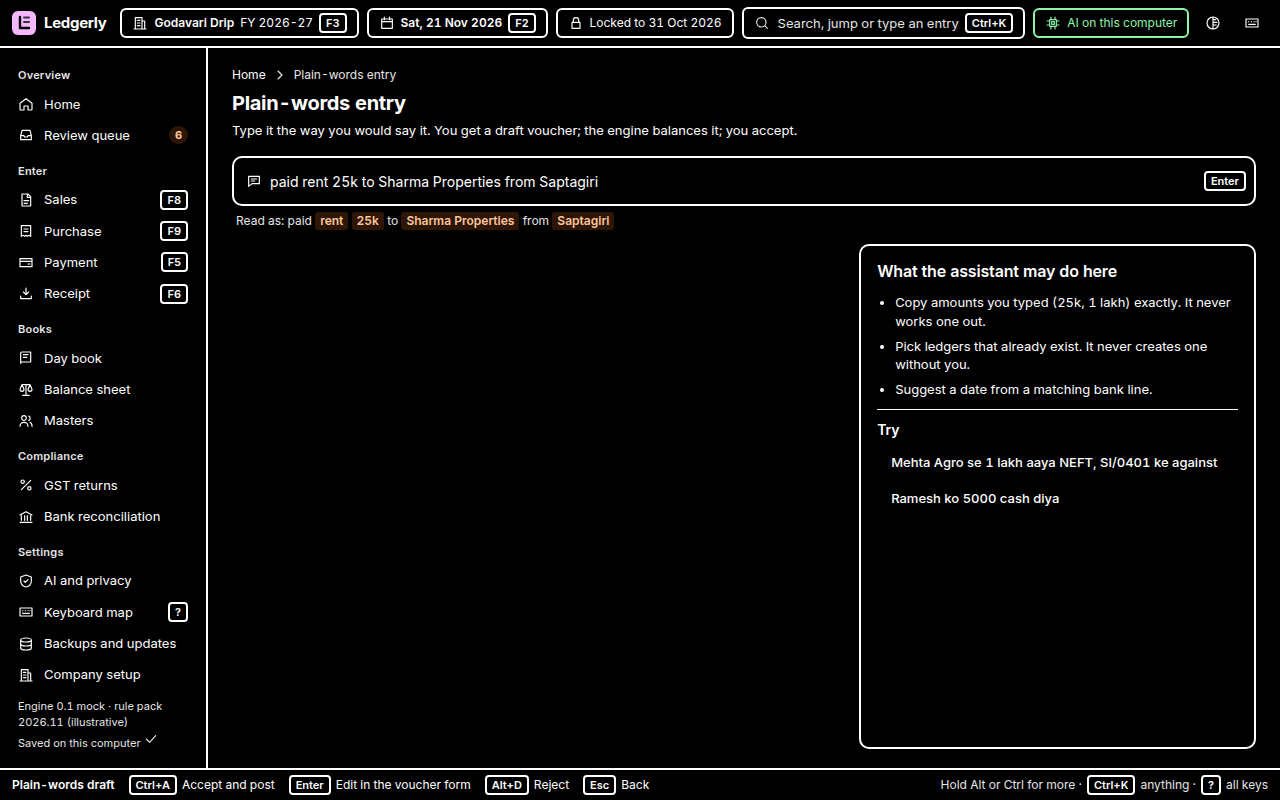 Ledgerly
Godavari Drip FY 2026-27 F3
Sat, 21 Nov 2026 F2
Locked to 31 Oct 2026
Search, jump or type an entry Ctrl+K
AI on this computer
Overview
Home
Review queue 6
Enter
Sales F8
Purchase F9
Payment F5
Receipt F6
Books
Day book
Balance sheet
Masters
Compliance
GST returns
Bank reconciliation
Settings
AI and privacy
Keyboard map ?
Backups and updates
Company setup
Engine 0.1 mock · rule pack
2026.11 (illustrative)
Saved on this computer
Home > Plain-words entry
Plain-words entry
Type it the way you would say it. You get a draft voucher; the engine balances it; you accept.
paid rent 25k to Sharma Properties from Saptagiri Enter
Read as: paid rent 25k to Sharma Properties from Saptagiri
What the assistant may do here
• Copy amounts you typed (25k, 1 lakh) exactly. It never
works one out.
• Pick ledgers that already exist. It never creates one
without you.
• Suggest a date from a matching bank line.
Try
Mehta Agro se 1 lakh aaya NEFT, SI/0401 ke against
Ramesh ko 5000 cash diya
Plain-words draft Ctrl+A Accept and post Enter Edit in the voucher form Alt+D Reject Esc Back
Hold Alt or Ctrl for more · Ctrl+K anything · ? all keys